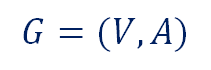 G = (V, A)